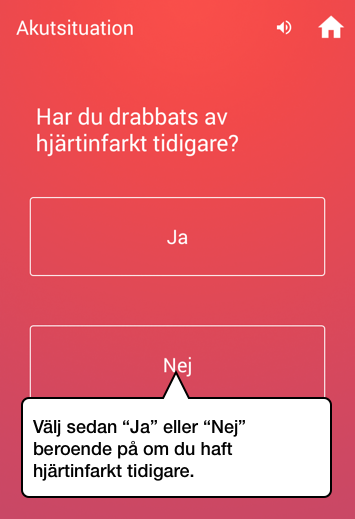 Akutsituation
Har du drabbats av
hjärtinfarkt tidigare?
Ja
Nej
Välj sedan “Ja” eller “Nej”
beroende på om du haft
hjärtinfarkt tidigare.